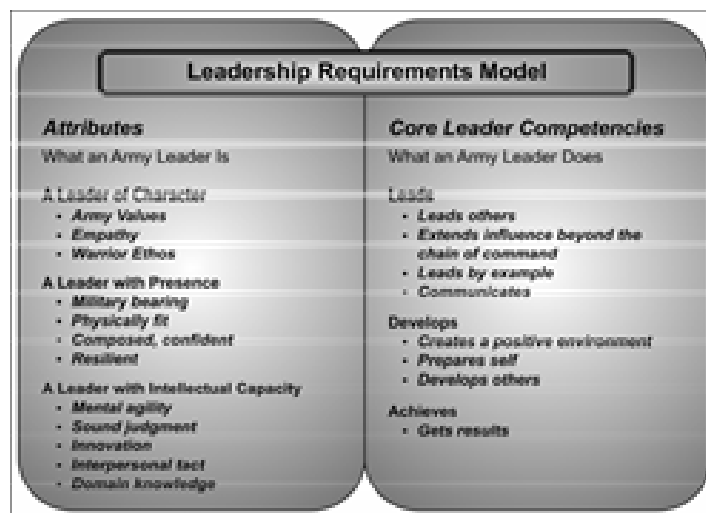 Leadership Requirements Model
Attributes
What an Army Leader Is
A Leader of Character
• Army Values
• Empathy
• Warrior Ethos
A Leader with Presence
• Military bearing
• Physically fit
• Composed, confident
• Resilient
A Leader with Intellectual Capacity
• Mental agility
• Sound judgment
• Innovation
• Interpersonal tact
• Domain knowledge
Core Leader Competencies
What an Army Leader Does
Leads
• Leads others
• Extends influence beyond the
chain of command
• Leads by example
• Communicates
Develops
• Creates a positive environment
• Prepares self
• Develops others
Achieves
• Gets results